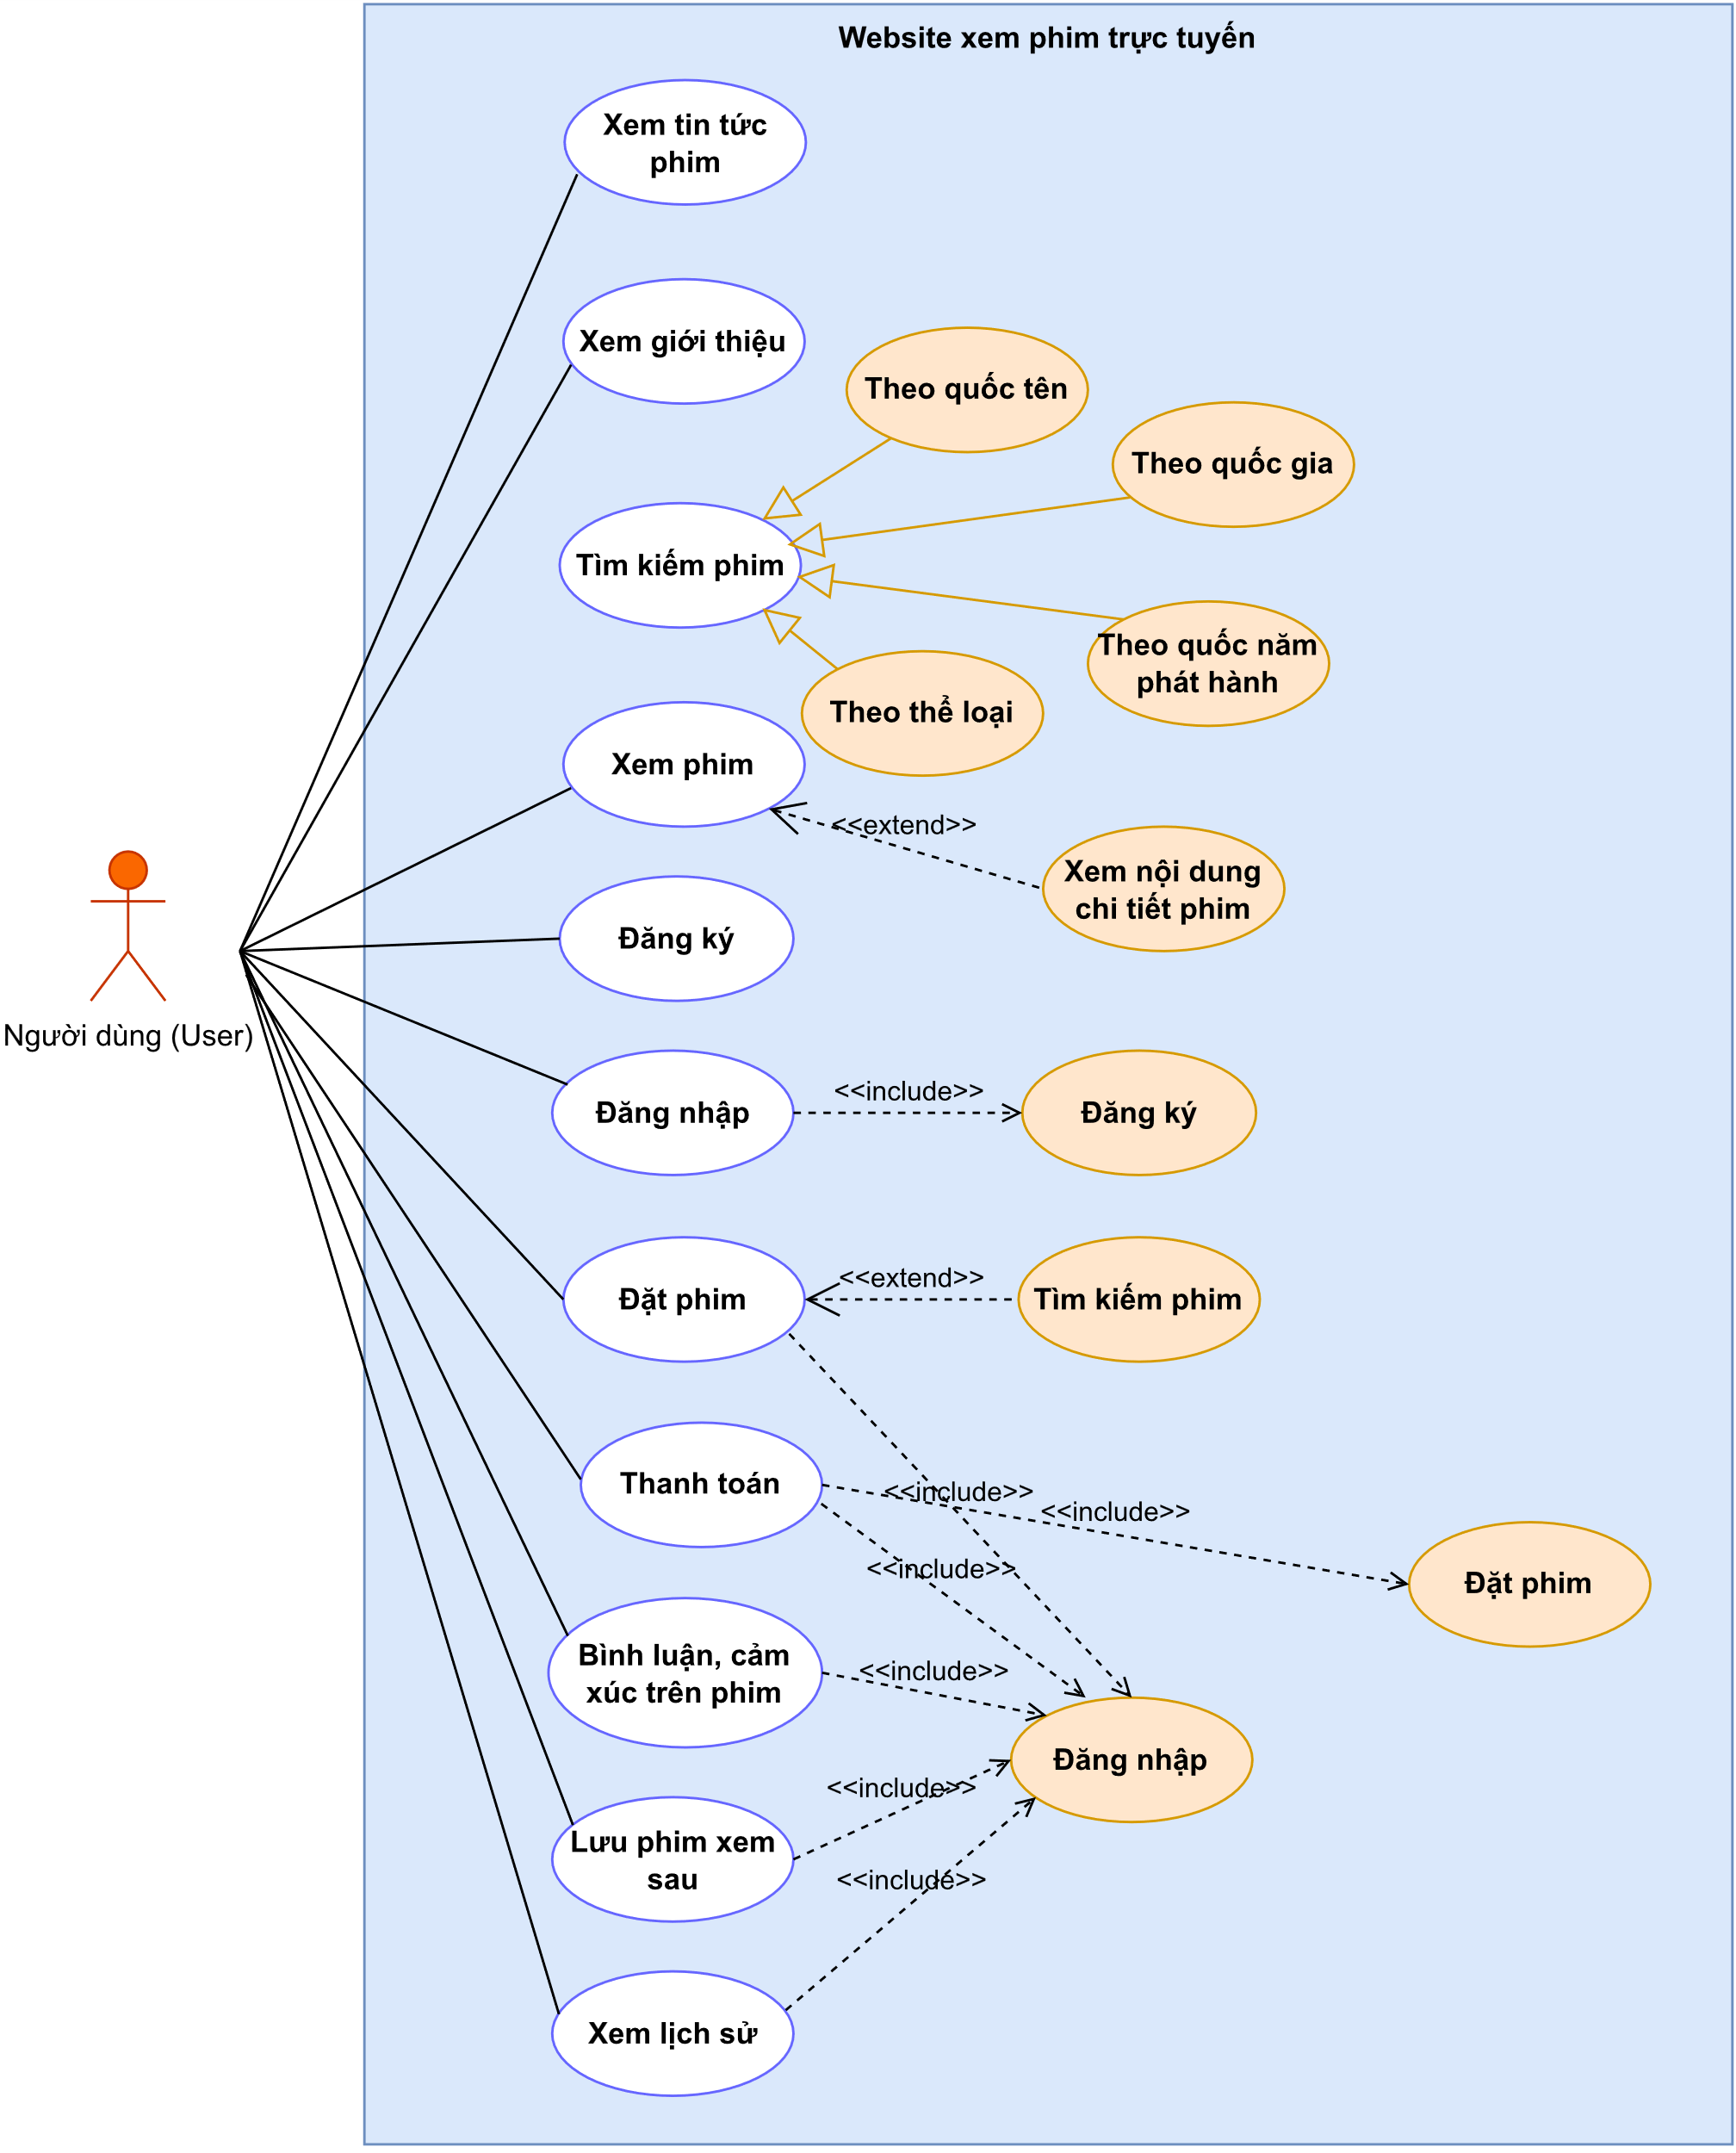 Website xem phim trực tuyến
Xem tin tức
phim
Xem giới thiệu
Theo quốc tên
Theo quốc gia
Tìm kiếm phim
Theo quốc năm
phát hành
Theo thể loại
Xem phim
<<extend>>
Xem nội dung
chi tiết phim
Đăng ký
Người dùng (User)
<<include>>
Đăng nhập
Đăng ký
<<extend>>
Đặt phim
Tìm kiếm phim
Thanh toán
<<include>>
<<include>>
<<include>>
Đặt phim
Bình luận, cảm
xúc trên phim
<<include>>
Đăng nhập
<<include>>
Lưu phim xem
sau
<<include>>
Xem lịch sử